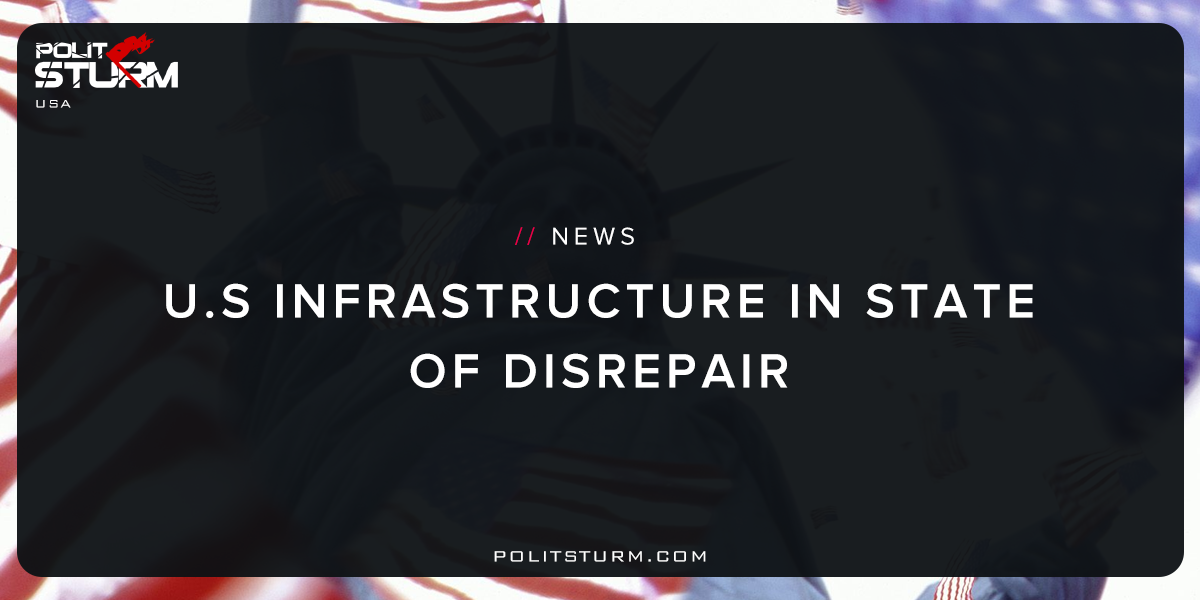 POLIT
STURM
USA
// NEWS
U.S INFRASTRUCTURE IN STATE
OF DISREPAIR
POLITSTURM.COM